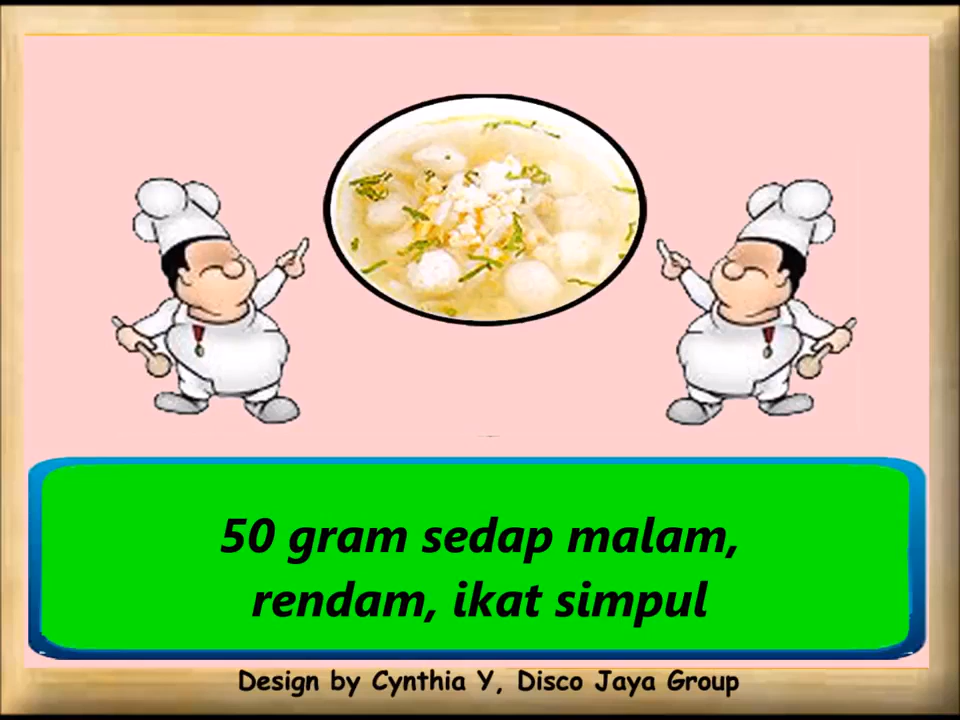 50 gram sedap malam,
rendam, ikat simpul
Design by Cynthia Y, Disco Jaya Group